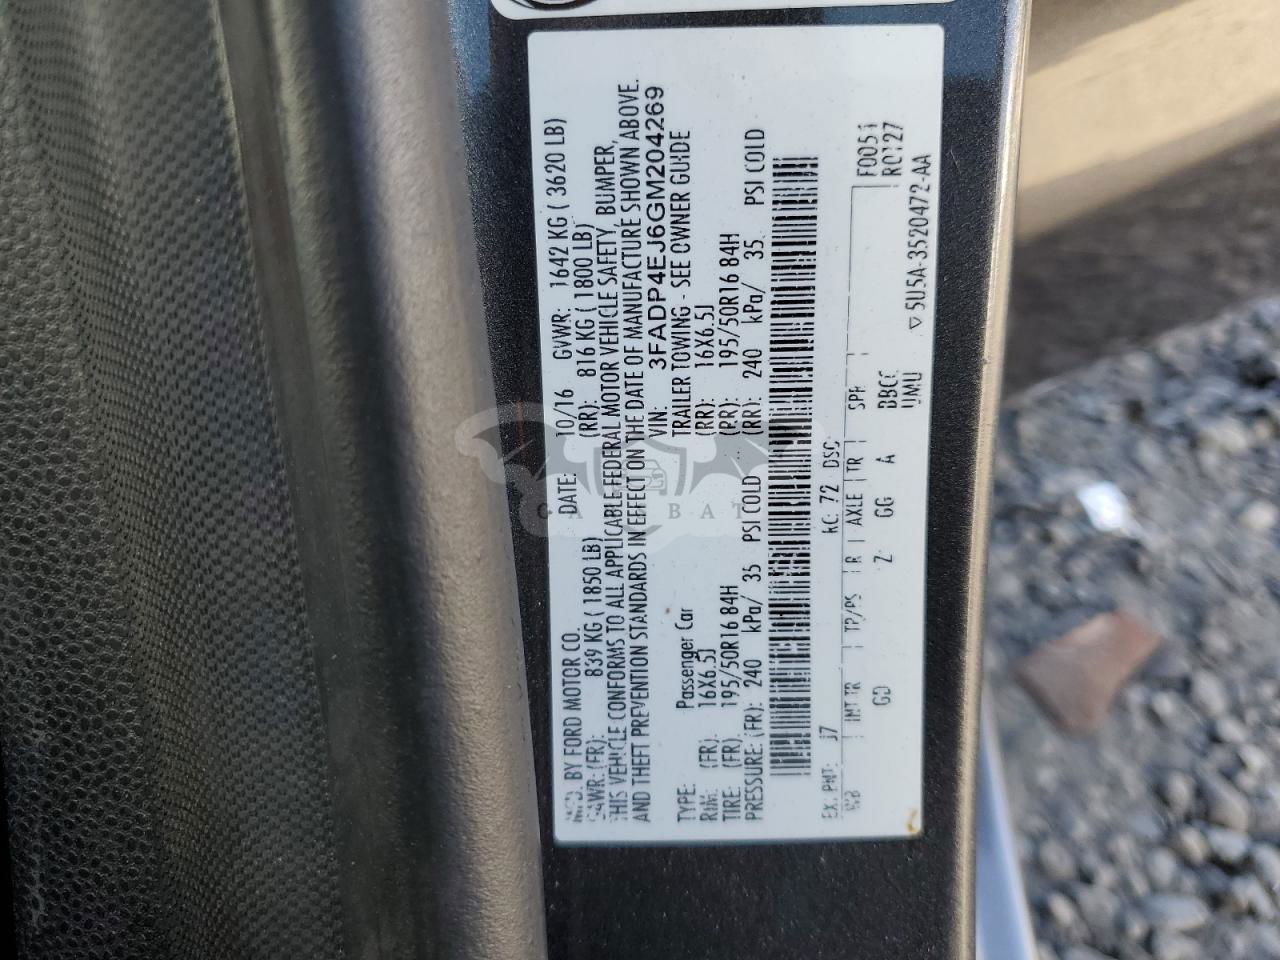 MFD. BY FORD MOTOR CO. DATE: 10/16 GVWR: 1642 KG ( 3620 LB)
GAWR: (FR): 839 KG ( 1850 LB) (RR): 816 KG ( 1800 LB)
THIS VEHICLE CONFORMS TO ALL APPLICABLE FEDERAL MOTOR VEHICLE SAFETY, BUMPER,
AND THEFT PREVENTION STANDARDS IN EFFECT ON THE DATE OF MANUFACTURE SHOWN ABOVE.
VIN: 3FADP4EJ6GM204269
TYPE: Passenger Car TRAILER TOWING - SEE OWNER GUIDE
RIM: (FR) 16X6.5J (RR): 16X6.5J
TIRE: (FR) 195/50R16 84H (RR): 195/50R16 84H
PRESSURE: (FR): 240 kPa/ 35 PSI COLD (RR): 240 kPa/ 35 PSI COLD
EX. PNT: J7 RC: 72 DSO: F0051
WB INT TR TP/PS R AXLE TR SPR R0127
GD Z GG A BBCC
UMU
▽ 5U5A-3520472-AA